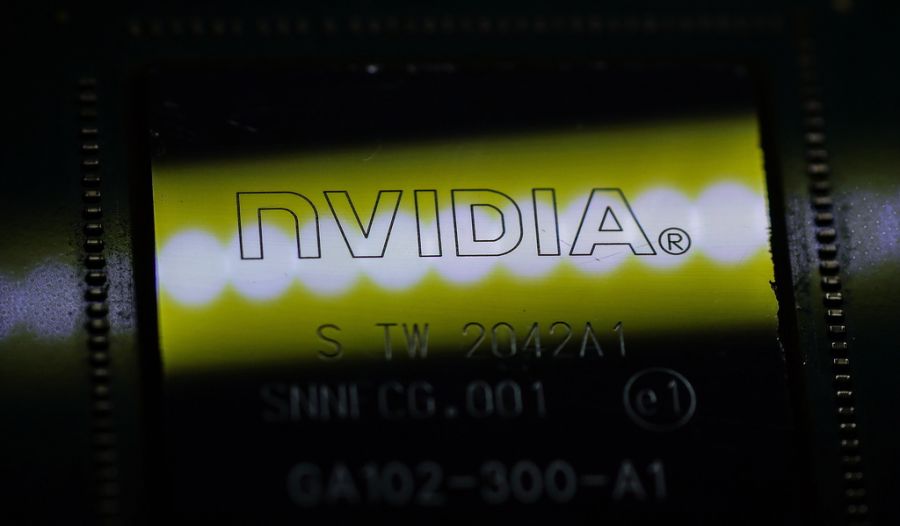 nVIDIA®
S TW 2042A1
SNNFCG.001 e1
GA102-300-A1